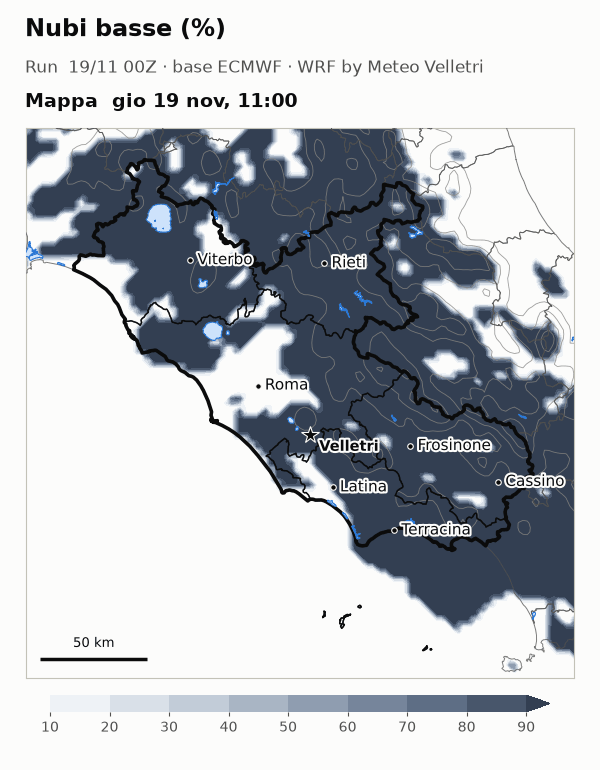 Nubi basse (%)
Run 19/11 00Z · base ECMWF · WRF by Meteo Velletri
Mappa gio 19 nov, 11:00
Viterbo
Rieti
Roma
Velletri
Frosinone
Latina
Cassino
Terracina
50 km
10 20 30 40 50 60 70 80 90